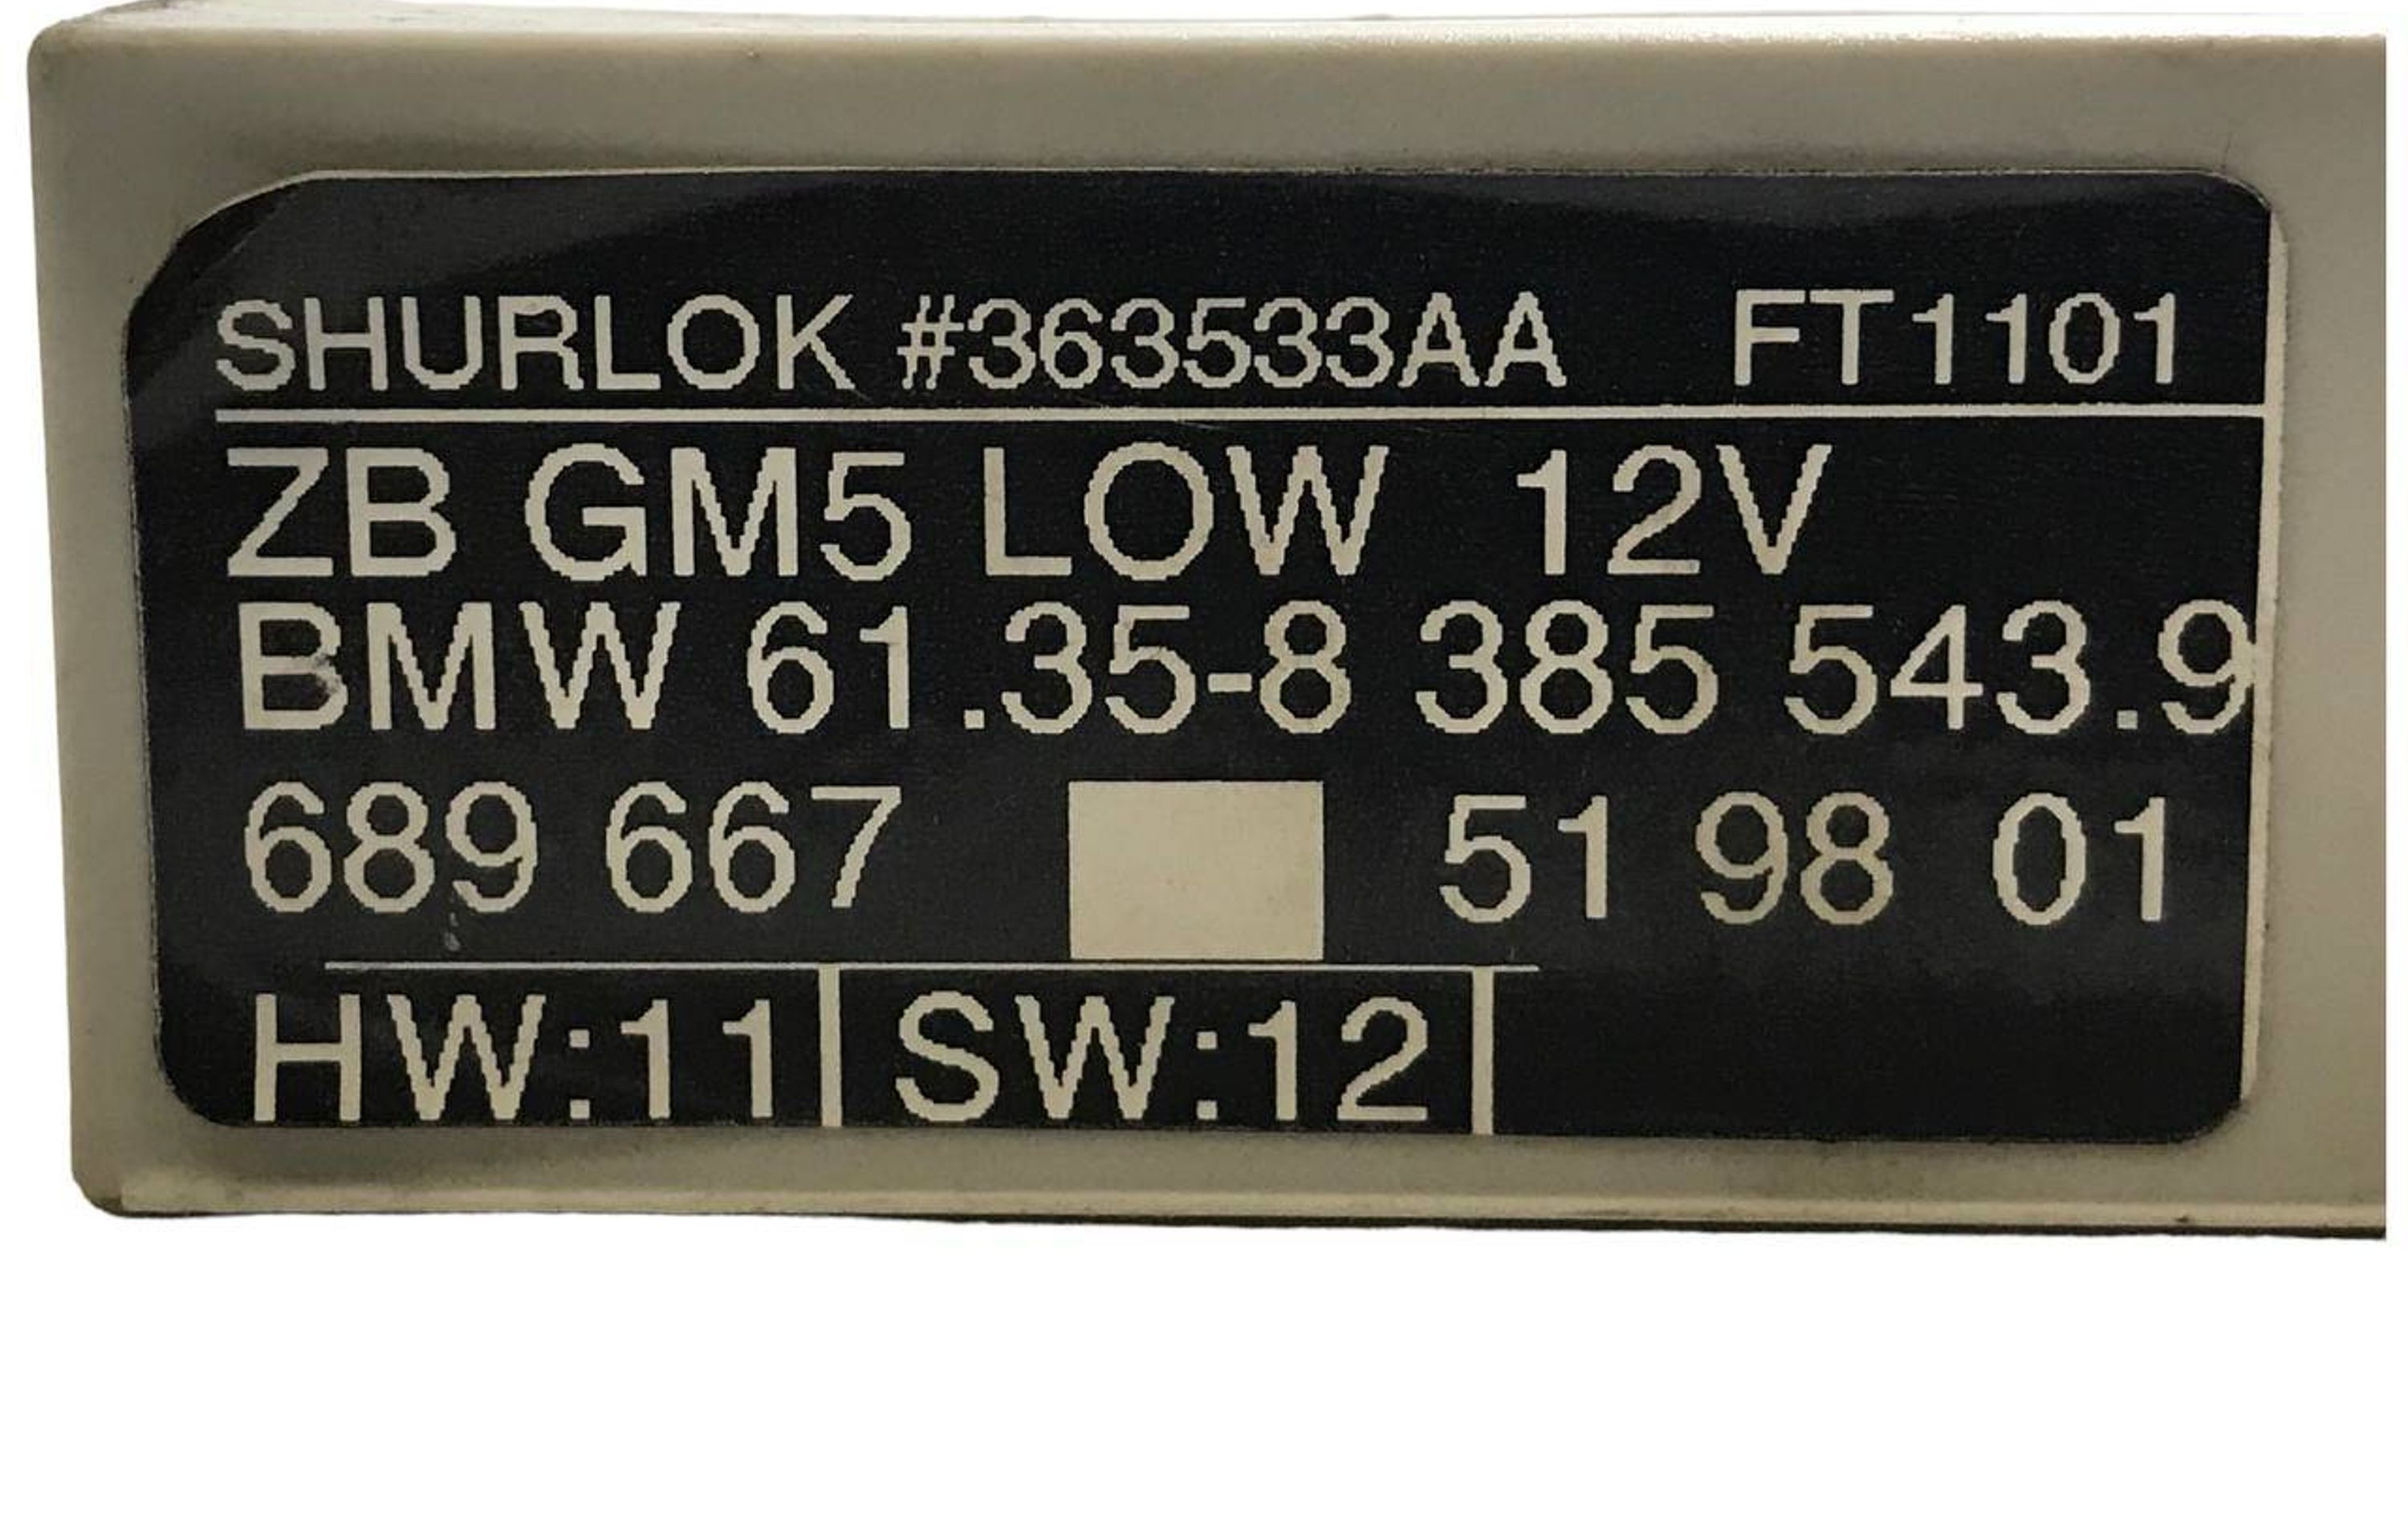 SHURLOK #363533AA FT1101
ZB GM5 LOW 12V
BMW 61.35-8 385 543.9
689 667 51 98 01
HW:11 SW:12